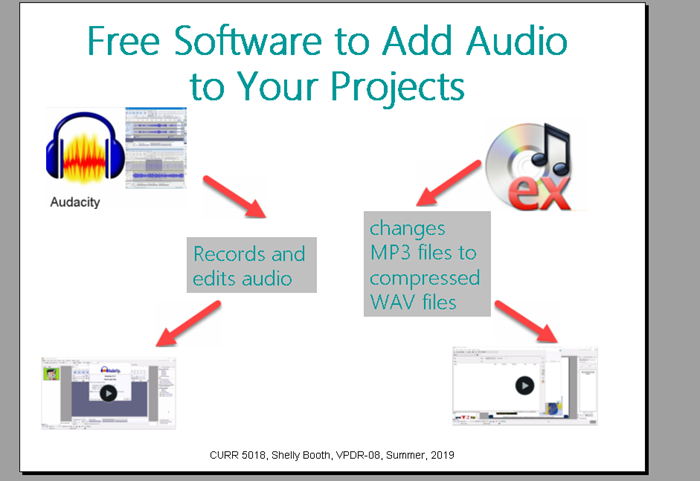 Free Software to Add Audio
to Your Projects
Audacity
ex
Records and
edits audio
changes
MP3 files to
compressed
WAV files
CURR 5018, Shelly Booth, VPDR-08, Summer, 2019